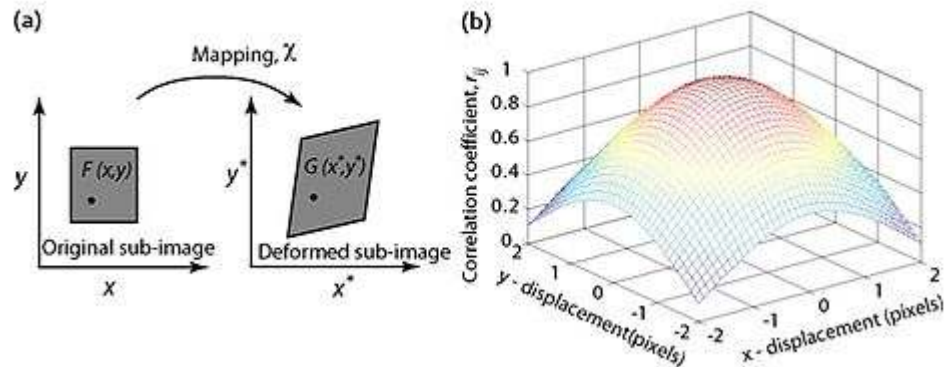 (a)
Mapping, χ
y
F (x,y)
Original sub-image
x
y*
G (x*,y*)
Deformed sub-image
x*
(b)
Correlation coefficient, rij
1
0.8
0.6
0.4
0.2
0
2
1
0
-1
-2
y - displacement(pixels)
-2
-1
0
1
2
x - displacement (pixels)